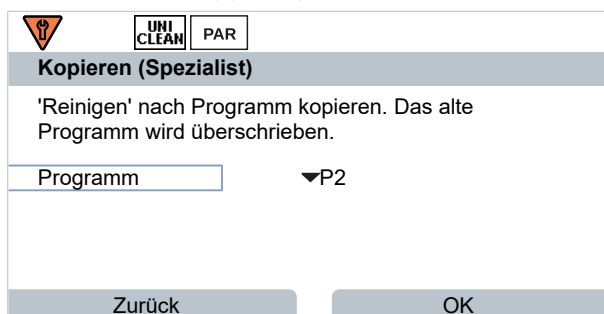 UNI
CLEAN PAR
Kopieren (Spezialist)
'Reinigen' nach Programm kopieren. Das alte
Programm wird überschrieben.
Programm P2
Zurück OK